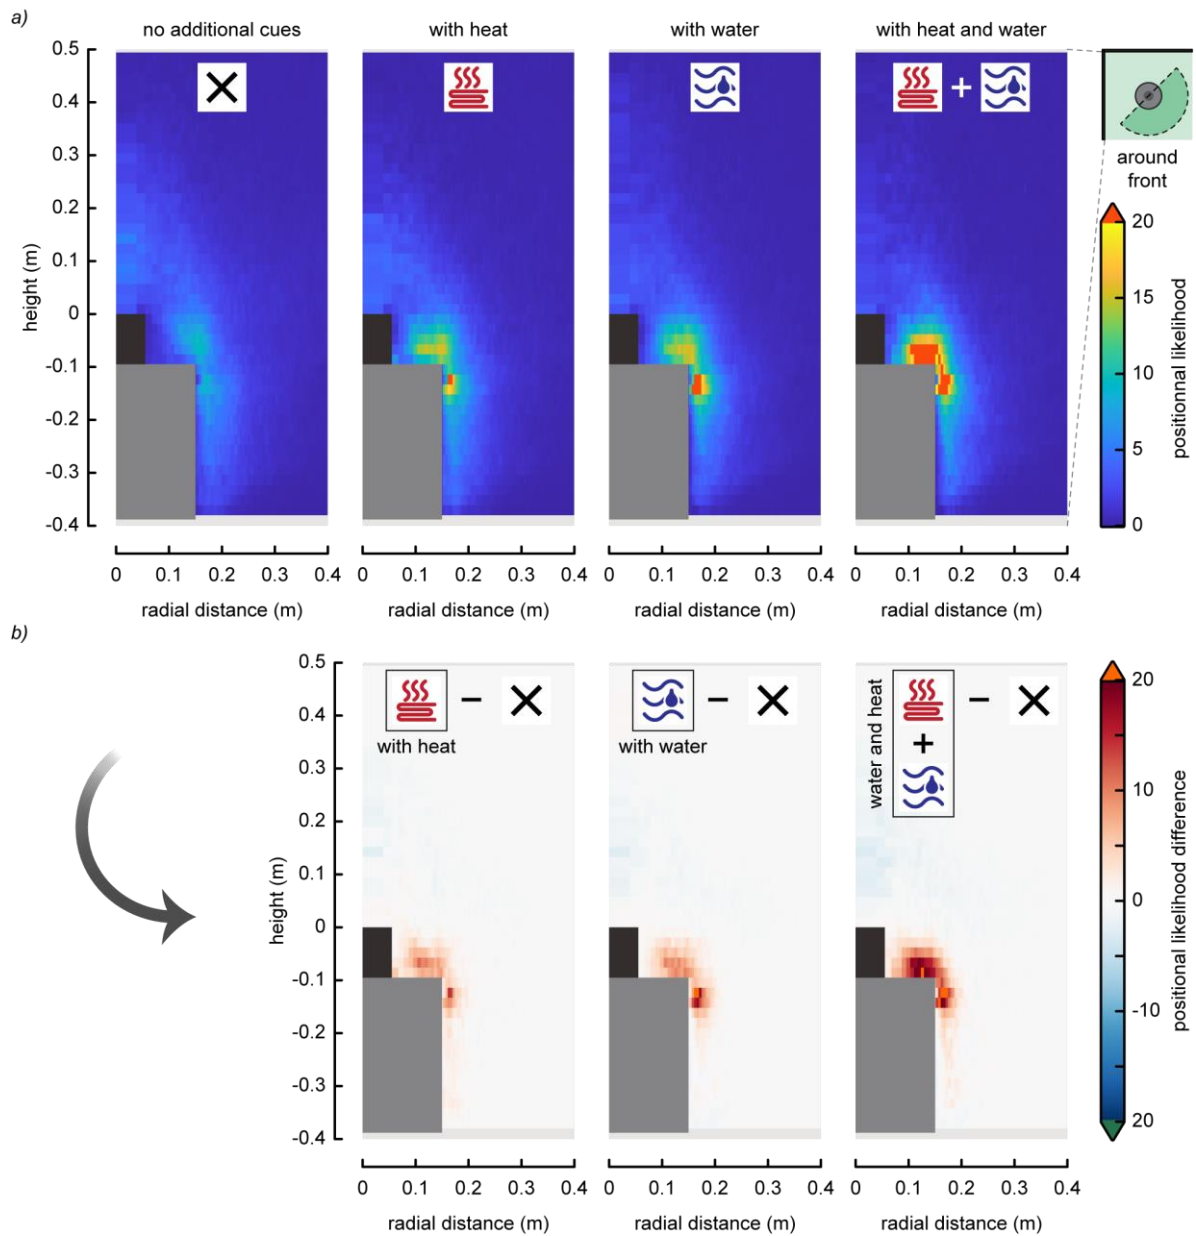 a)
no additional cues
with heat
with water
with heat and water
0.5
0.4
0.3
0.2
0.1
0
-0.1
-0.2
-0.3
-0.4
height (m)
+
around
front
20
15
10
5
0
positionnal likelihood
0 0.1 0.2 0.3 0.4
0 0.1 0.2 0.3 0.4
0 0.1 0.2 0.3 0.4
0 0.1 0.2 0.3 0.4
radial distance (m)
radial distance (m)
radial distance (m)
radial distance (m)
b)
0.5
0.4
0.3
0.2
0.1
0
-0.1
-0.2
-0.3
-0.4
height (m)
−
with heat
−
with water
water and heat
+
−
20
10
0
-10
20
positional likelihood difference
0 0.1 0.2 0.3 0.4
0 0.1 0.2 0.3 0.4
0 0.1 0.2 0.3 0.4
radial distance (m)
radial distance (m)
radial distance (m)